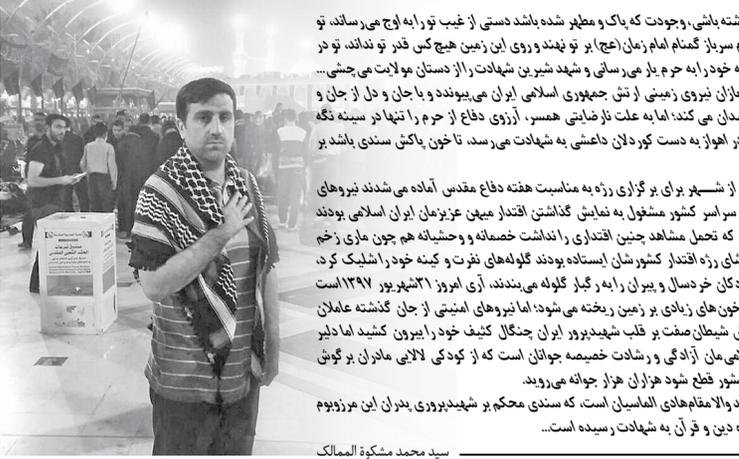 شته باشی، وجودت که پاک و مطهر شده باشد دستی از غیب تو را به اوج می‌رساند، تو
سرباز گمنام امام زمان(عج) بر تو نهند و روی این زمین هیچ کس قدر تو نداند، تو در
خود را به حرم یار می‌رسانی و شهد شیرین شهادت را از دستان مولایت می‌چشی...
ازان نیروی زمینی ارتش جمهوری اسلامی ایران می‌پیوندد و با جان و دل از جان و
دان می کند؛ اما به علت نارضایتی همسر، آرزوی دفاع از حرم را تنها در سینه نگه
در اهواز به دست کوردلان داعشی به شهادت می‌رسد، تا خون پاکش سندی باشد بر
از شهر برای برگزاری رژه به مناسبت هفته دفاع مقدس آماده می‌شدند نیروهای
سراسر کشور مشغول به نمایش گذاشتن اقتدار میهن عزیزمان ایران اسلامی بودند
که تحمل مشاهد چنین اقتداری را نداشت خصمانه و وحشیانه هم چون ماری زخم
شای رژه اقتدار کشورشان ایستاده بودند گلوله‌های نفرت و کینه خود را شلیک کرد،
دکان خردسال و پیران را به رگبار گلوله می‌بندند، آری امروز ۳۱شهریور ۱۳۹۷است
خون‌های زیادی بر زمین ریخته می‌شود؛ اما نیروهای امنیتی از جان گذشته عاملان
شیطان صفت بر قلب شهیدپرور ایران چنگال کثیف خود را بیرون کشید اما دلیر
می مان آزادگی و رشادت خصیصه جوانان است که از کودکی لالایی مادران بر گوش
شور قطع شود هزاران هزار جوانه می‌روید.
والامقام‌هادی الماسیان است، که سندی محکم بر شهیدپروری پدران این مرزوبوم
دین و قرآن به شهادت رسیده است...
سید محمد مشکوة الممالک